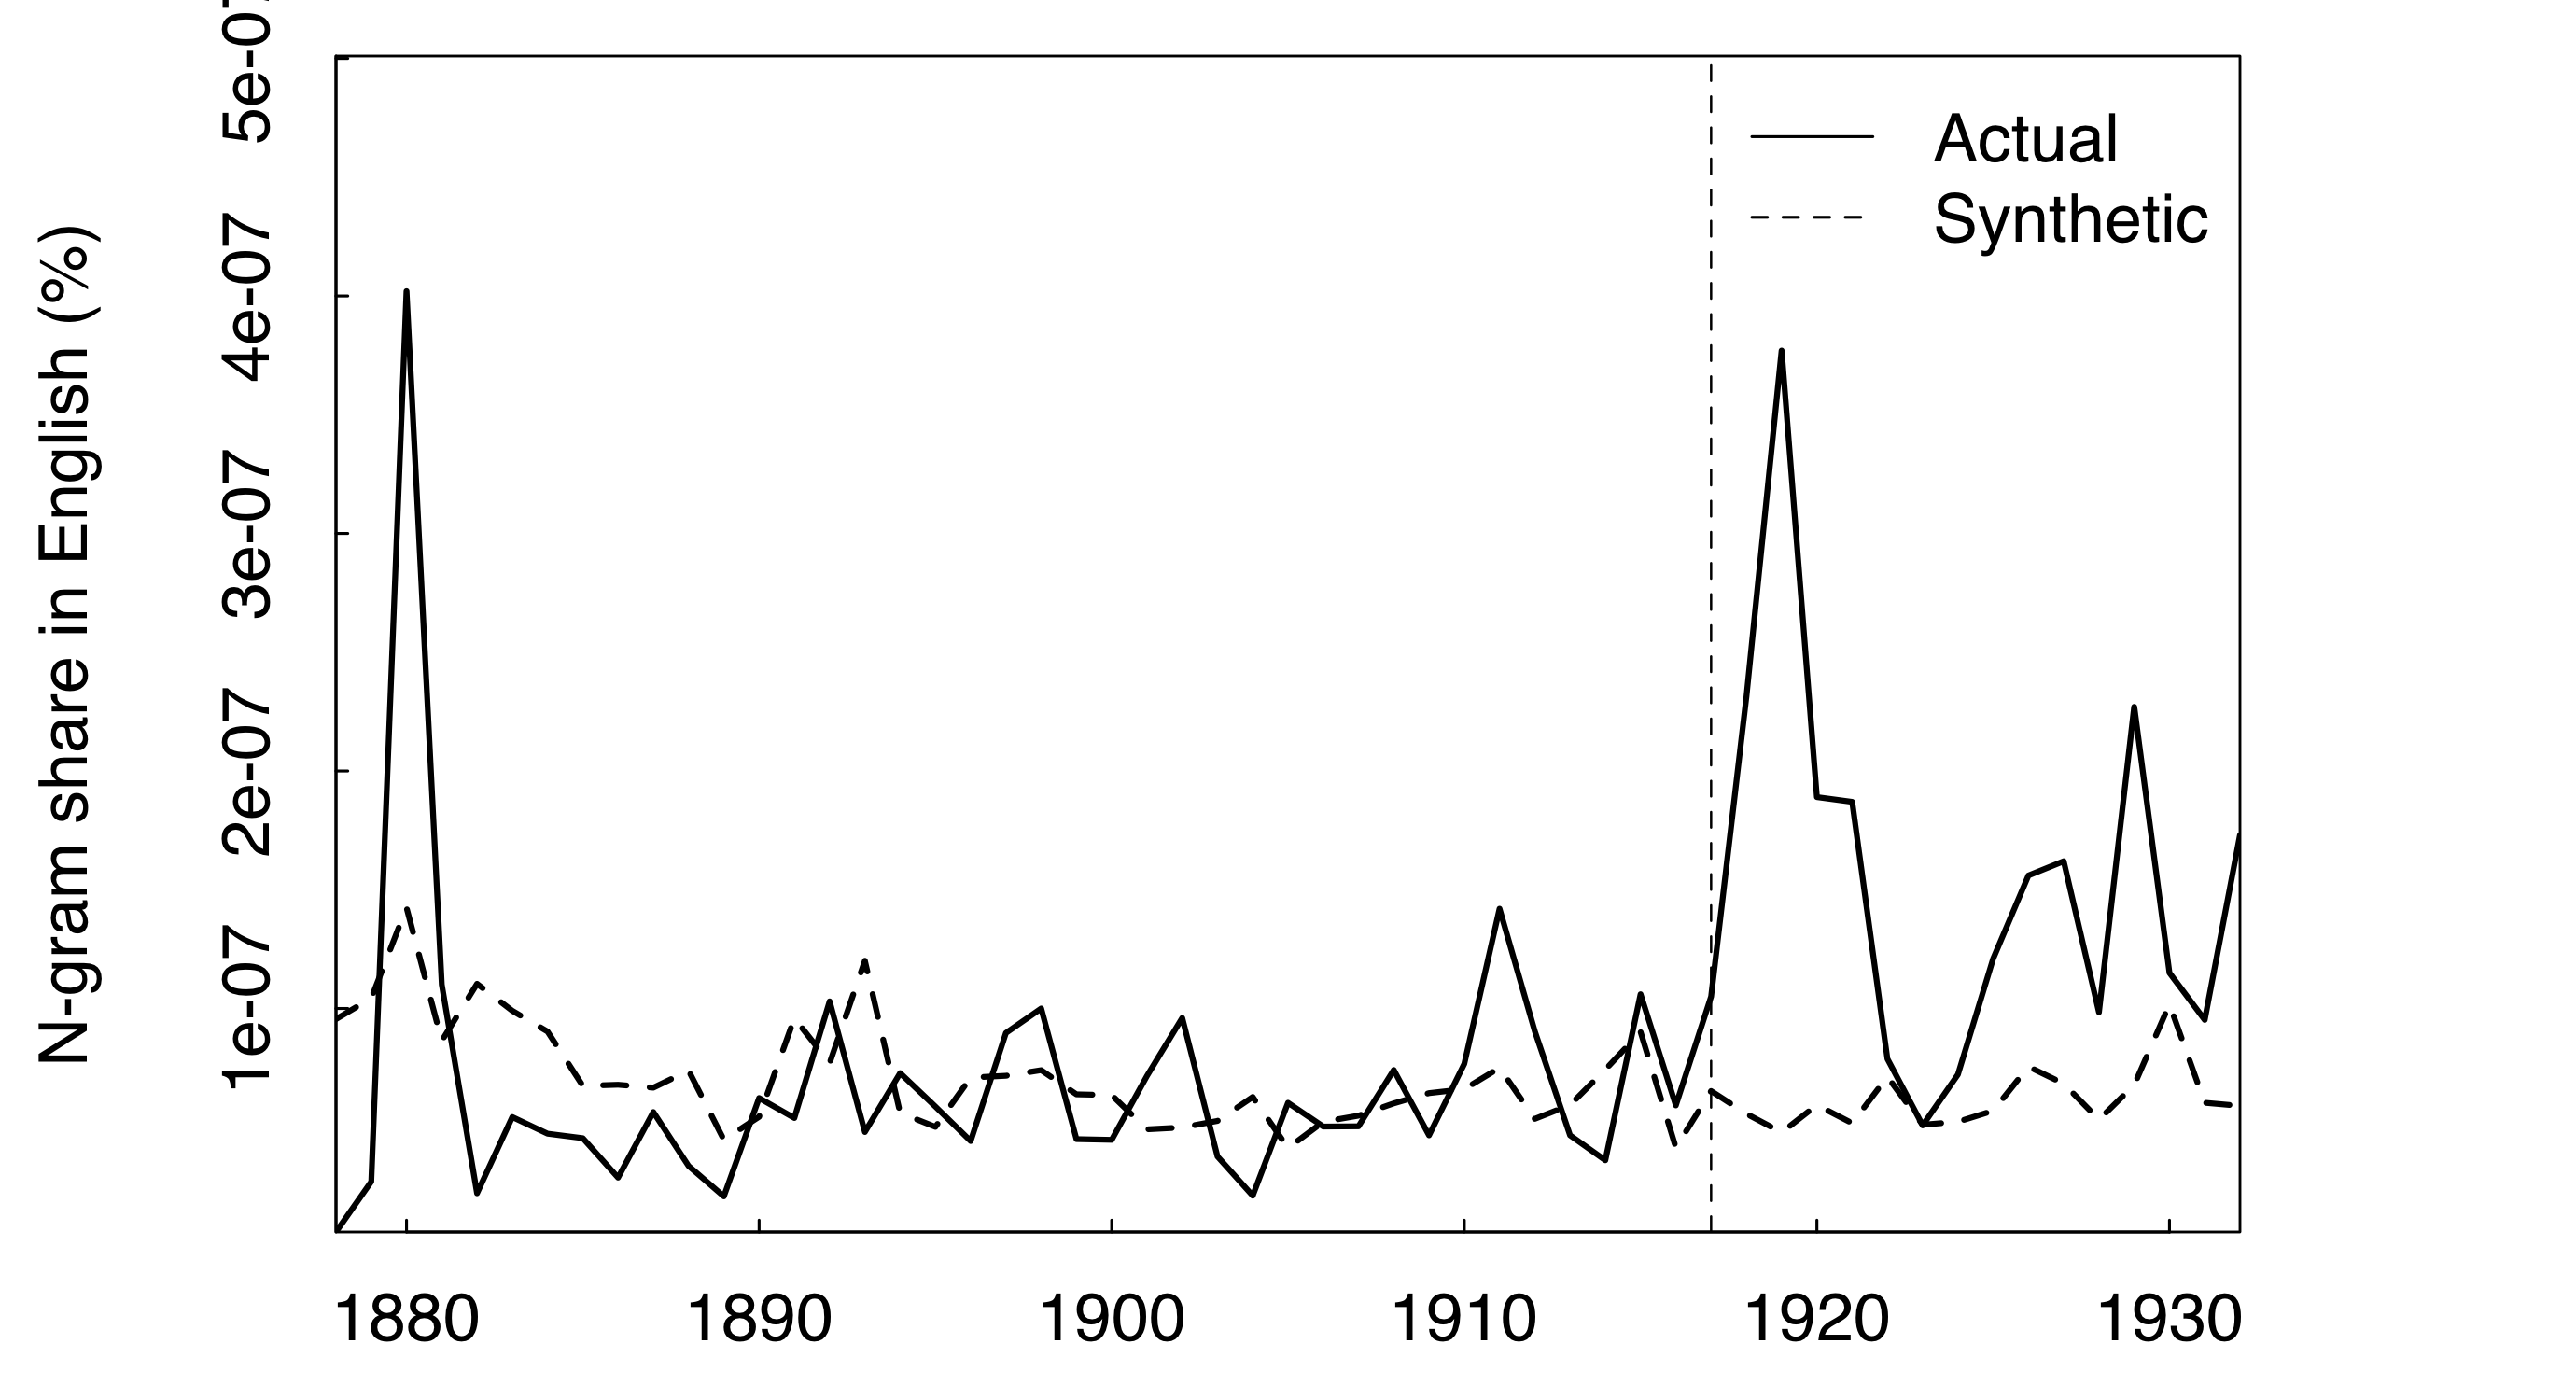 N-gram share in English (%)
5e-07
4e-07
3e-07
2e-07
1e-07
Actual
Synthetic
1880 1890 1900 1910 1920 1930